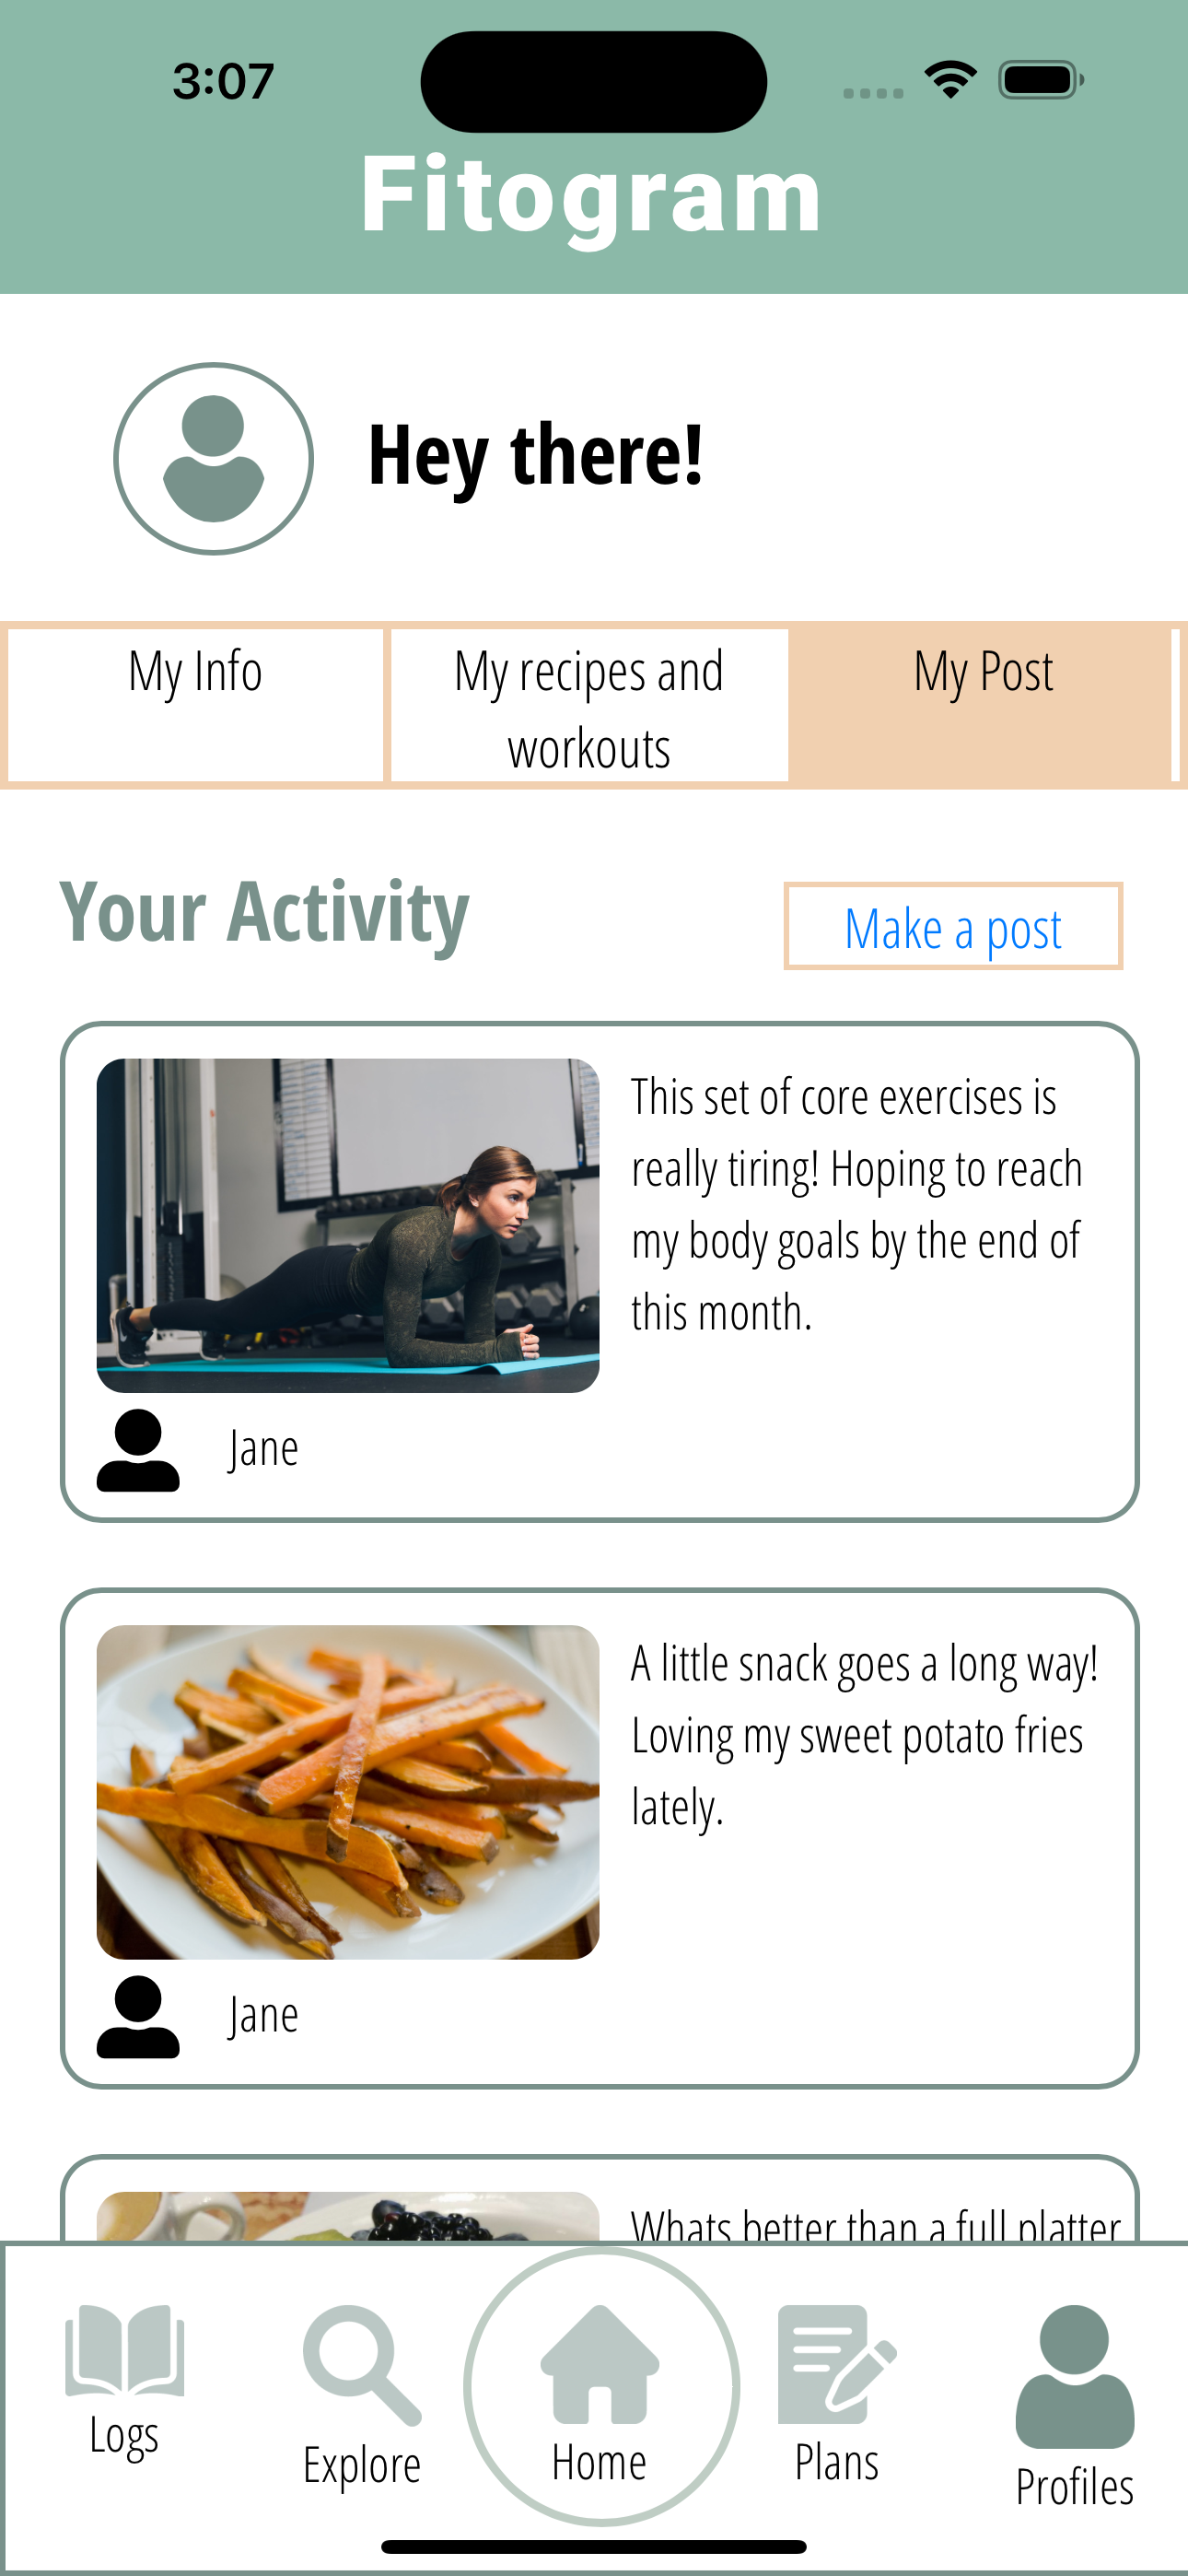 3:07
Fitogram
Hey there!
My Info
My recipes and
workouts
My Post
Your Activity
Make a post
This set of core exercises is
really tiring! Hoping to reach
my body goals by the end of
this month.
Jane
A little snack goes a long way!
Loving my sweet potato fries
lately.
Jane
Whats better than a full platter
Logs
Explore
Home
Plans
Profiles